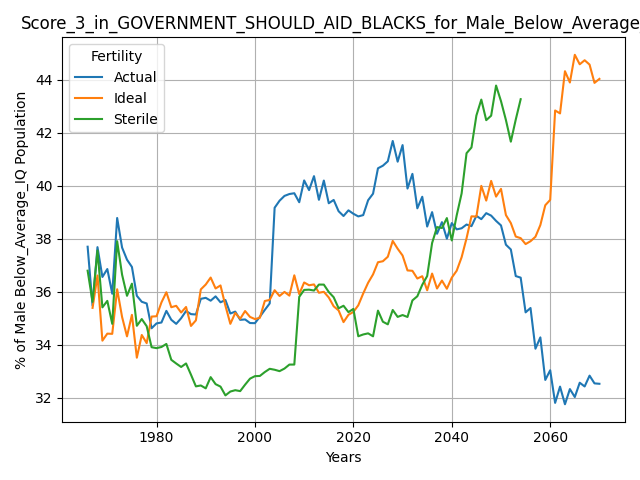 Score_3_in_GOVERNMENT_SHOULD_AID_BLACKS_for_Male_Below_Average
Fertility
Actual
Ideal
Sterile
% of Male Below_Average_IQ Population
44
42
40
38
36
34
32
1980
2000
2020
2040
2060
Years